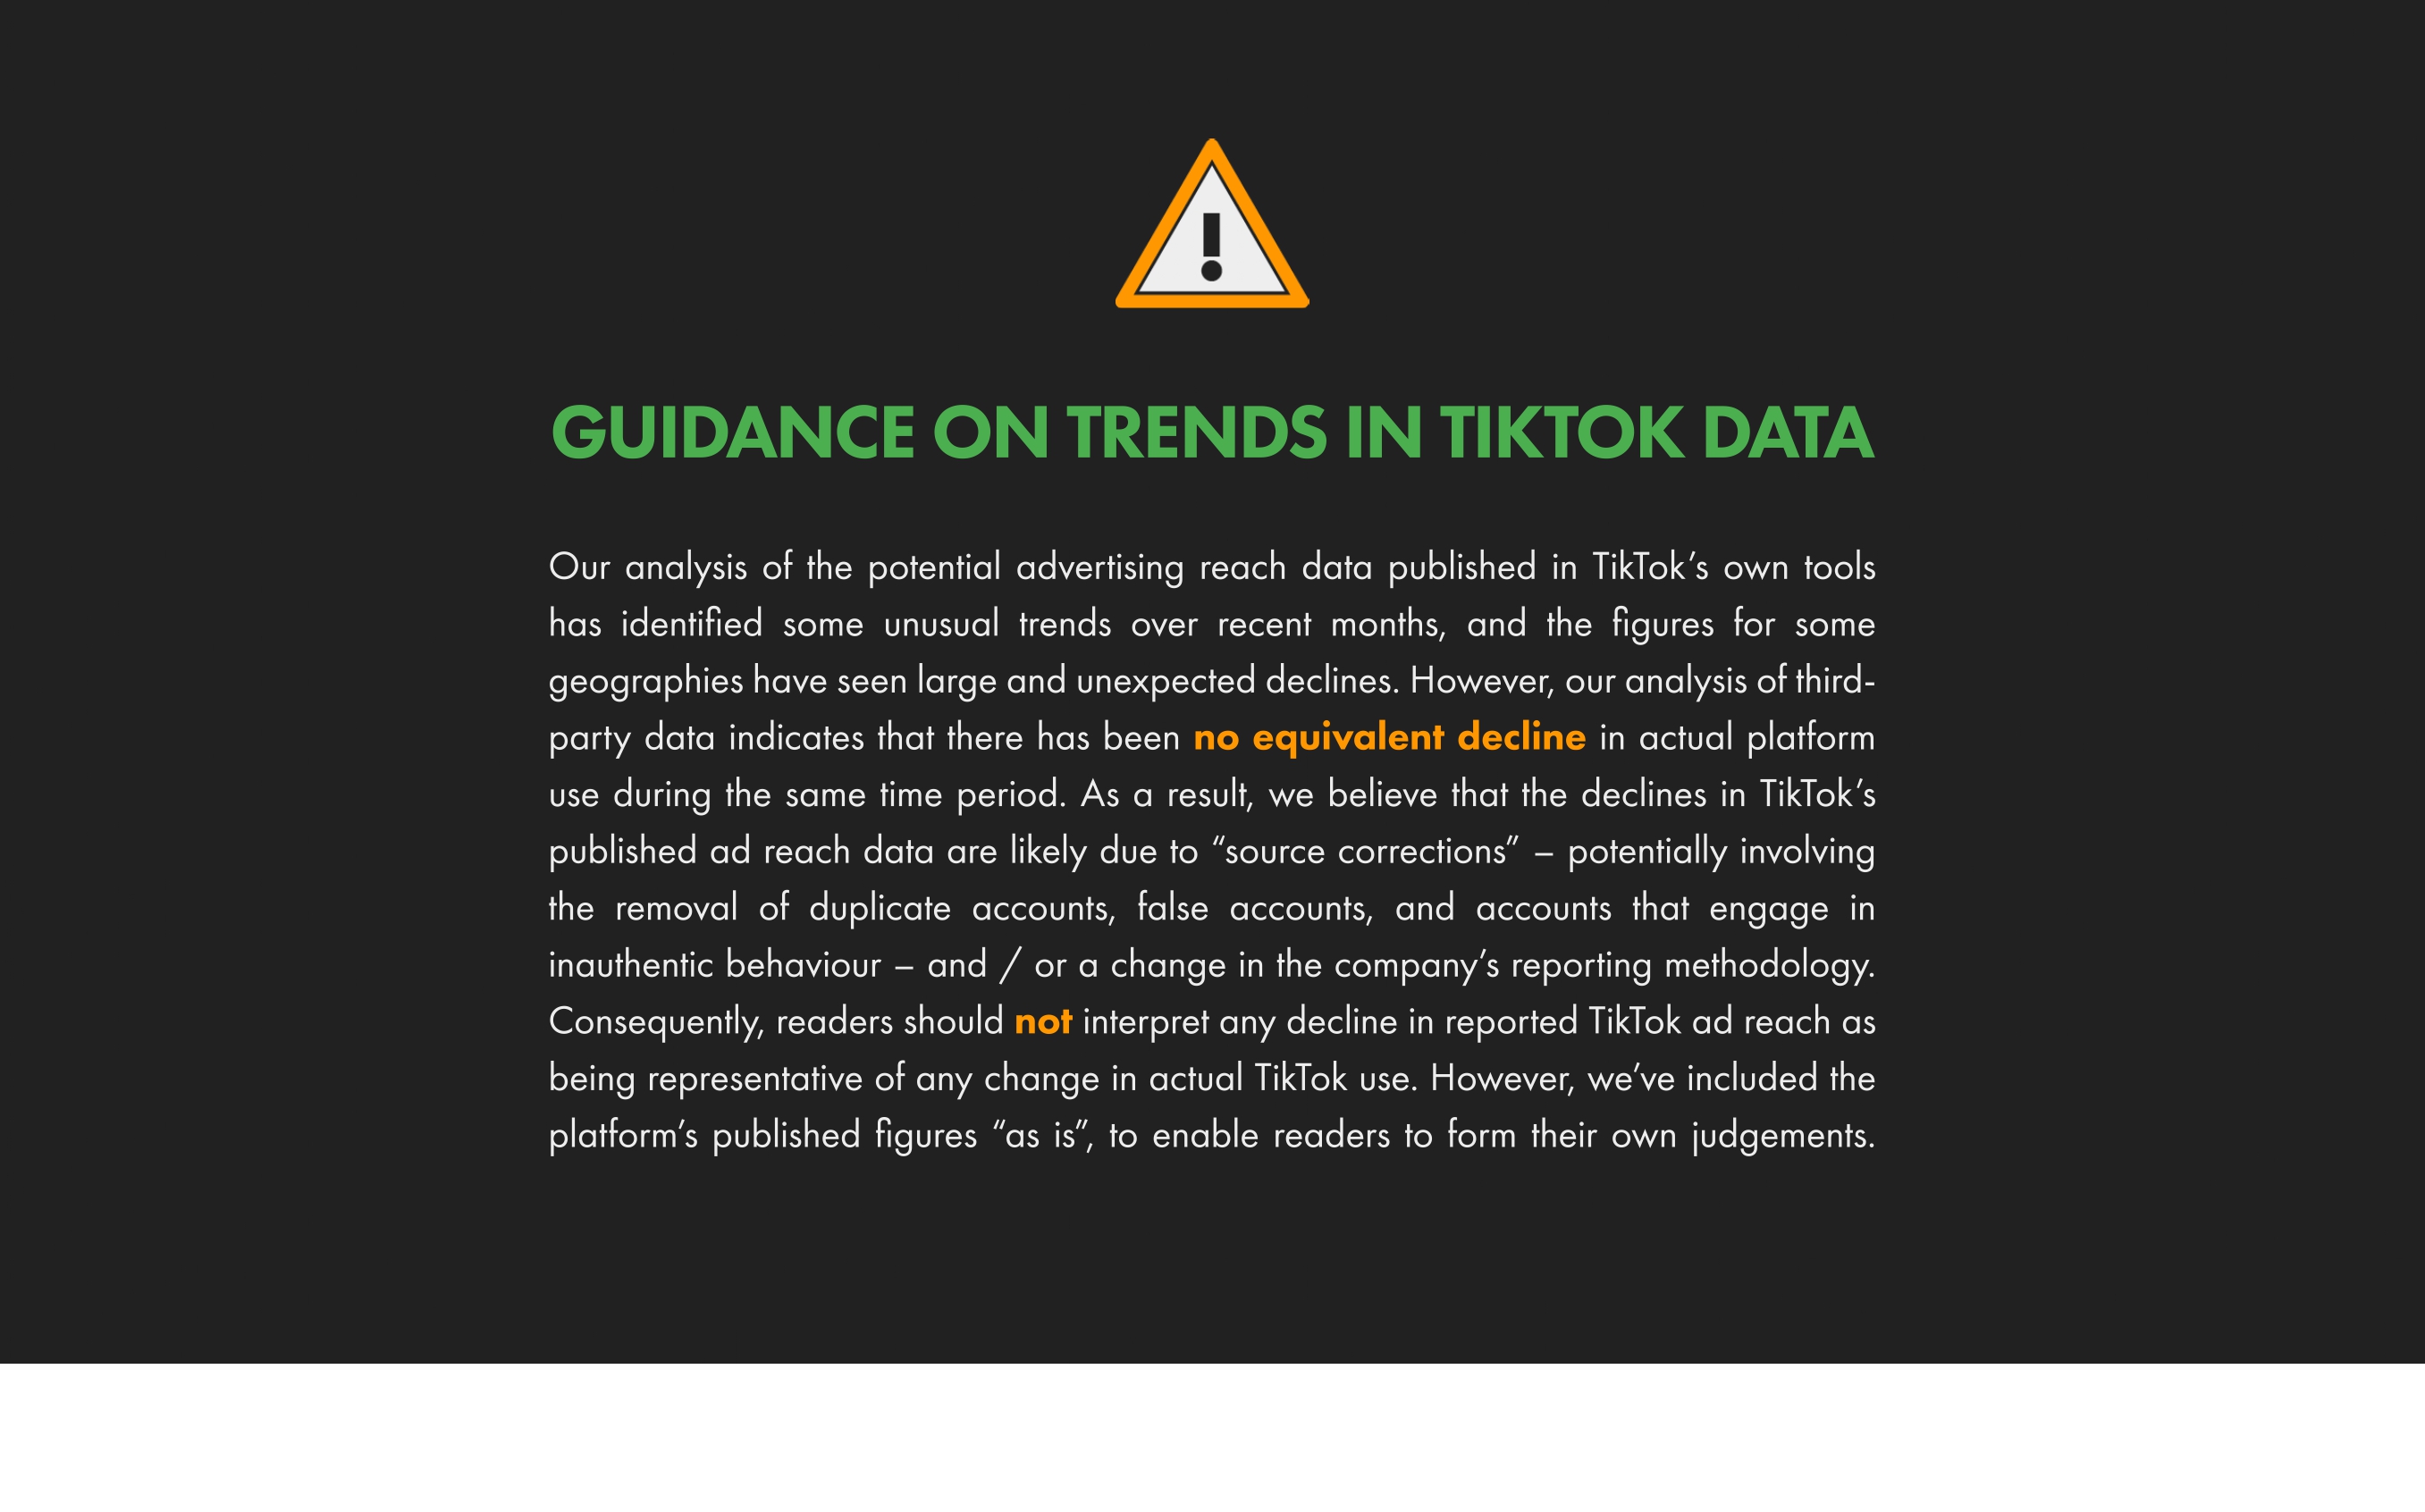 GUIDANCE ON TRENDS IN TIKTOK DATA
Our analysis of the potential advertising reach data published in TikTok’s own tools
has identified some unusual trends over recent months, and the figures for some
geographies have seen large and unexpected declines. However, our analysis of third-
party data indicates that there has been no equivalent decline in actual platform
use during the same time period. As a result, we believe that the declines in TikTok’s
published ad reach data are likely due to “source corrections” – potentially involving
the removal of duplicate accounts, false accounts, and accounts that engage in
inauthentic behaviour – and / or a change in the company’s reporting methodology.
Consequently, readers should not interpret any decline in reported TikTok ad reach as
being representative of any change in actual TikTok use. However, we’ve included the
platform’s published figures “as is”, to enable readers to form their own judgements.